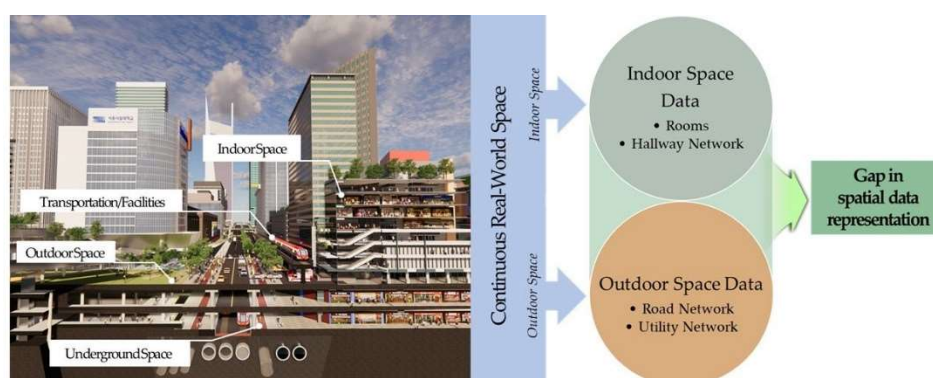 IndoorSpace
Transportation/Facilities
OutdoorSpace
UndergroundSpace
Continuous Real-World Space
Indoor Space
Outdoor Space
Indoor Space
Data
• Rooms
• Hallway Network
Outdoor Space Data
• Road Network
• Utility Network
Gap in
spatial data
representation